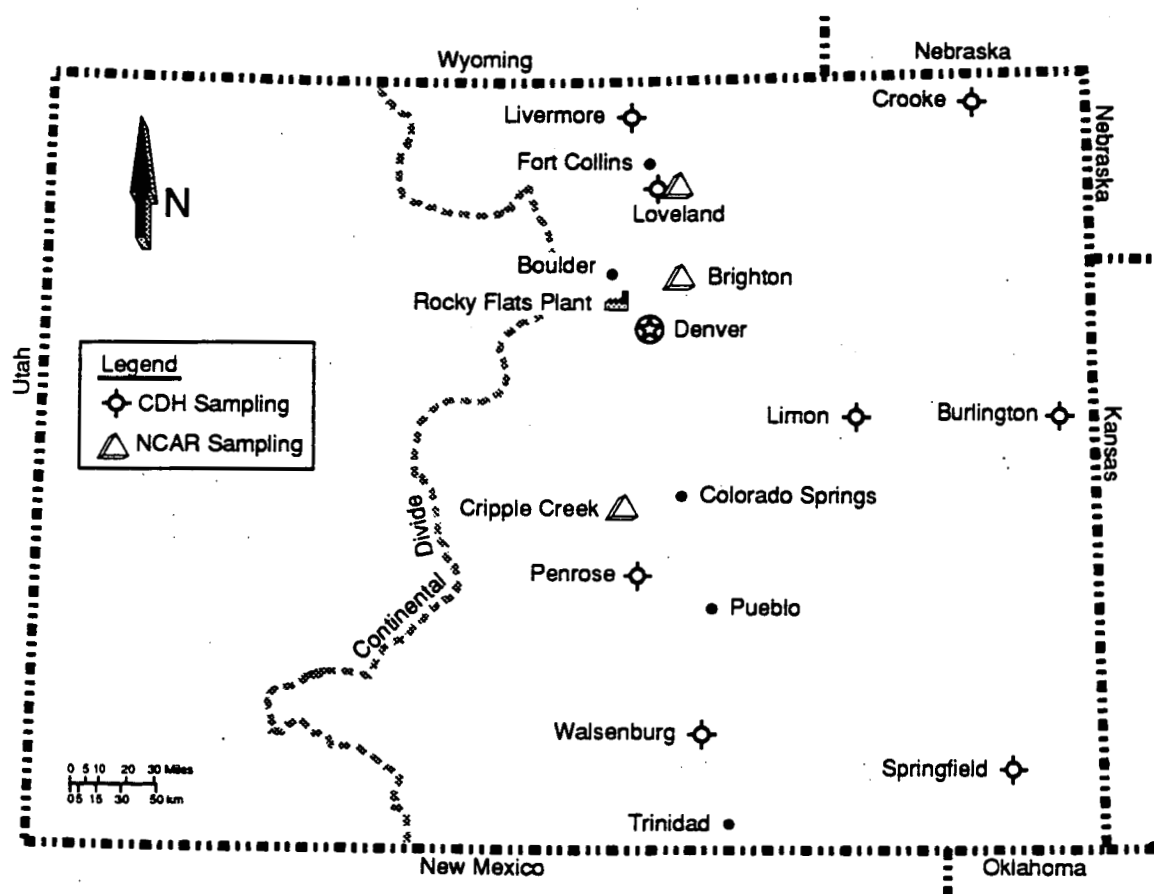 Wyoming
Nebraska
Crooke
Livermore
Nebraska
Fort Collins
N
Loveland
Boulder
Brighton
Rocky Flats Plant
Denver
Utah
Legend
CDH Sampling
NCAR Sampling
Limon
Burlington
Kansas
Cripple Creek
Colorado Springs
Continental Divide
Penrose
Pueblo
Walsenburg
Springfield
0 5 10 20 30 Miles
0 5 15 30 50 km
Trinidad
New Mexico
Oklahoma